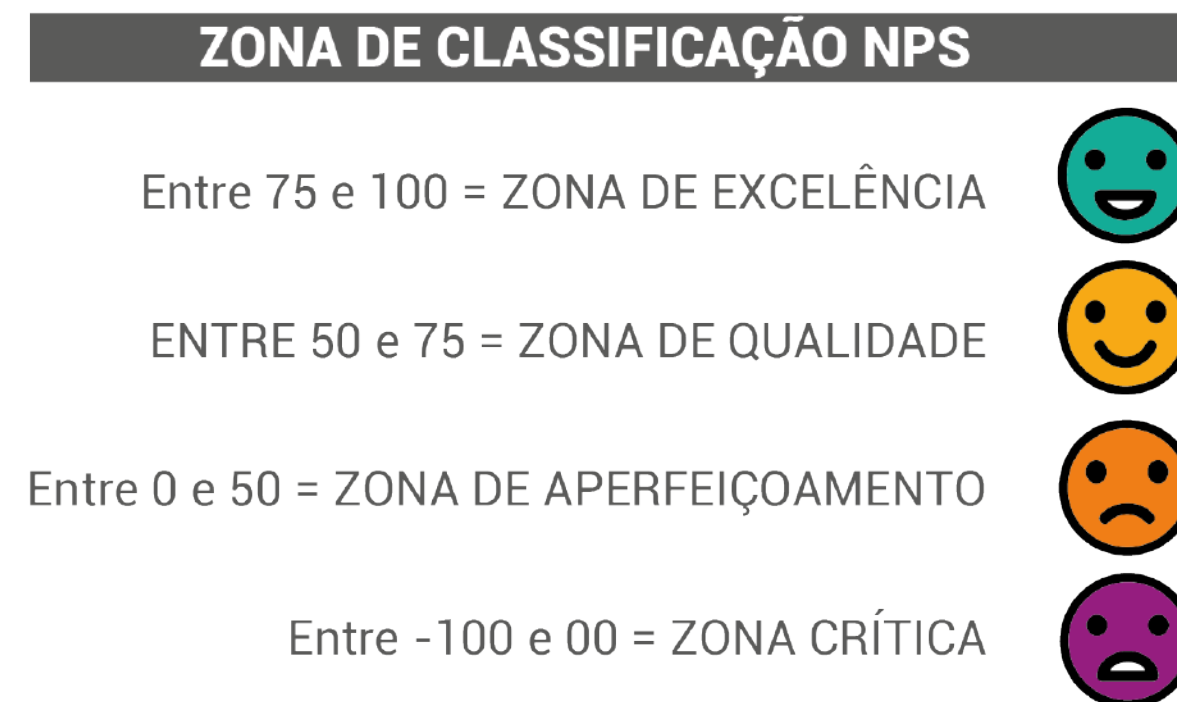 ZONA DE CLASSIFICAÇÃO NPS
Entre 75 e 100 = ZONA DE EXCELÊNCIA
ENTRE 50 e 75 = ZONA DE QUALIDADE
Entre 0 e 50 = ZONA DE APERFEIÇOAMENTO
Entre -100 e 00 = ZONA CRÍTICA